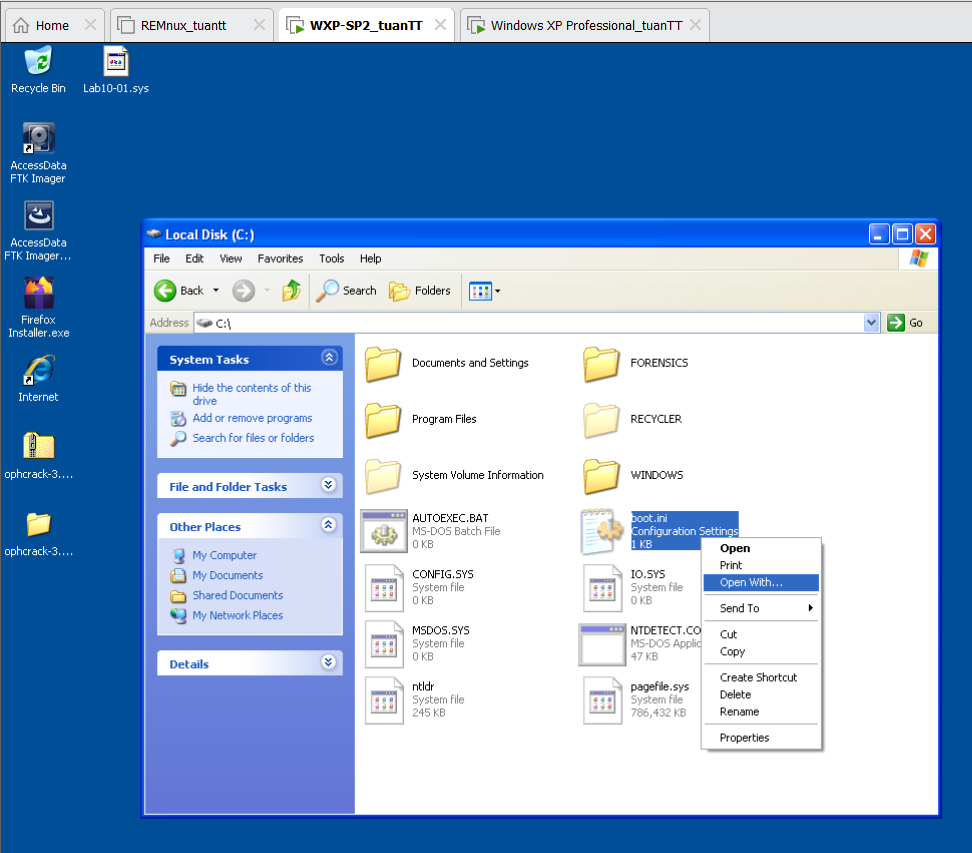 Home
REMnux_tuantt
WXP-SP2_tuanTT
Windows XP Professional_tuanTT
Recycle Bin
Lab10-01.sys
AccessData
FTK Imager
AccessData
FTK Imager...
Firefox
Installer.exe
Internet
ophcrack-3....
ophcrack-3....
Local Disk (C:)
File Edit View Favorites Tools Help
Back Search Folders
Address C:\ Go
System Tasks
Hide the contents of this
drive
Add or remove programs
Search for files or folders
File and Folder Tasks
Other Places
My Computer
My Documents
Shared Documents
My Network Places
Details
Documents and Settings
FORENSICS
Program Files
RECYCLER
System Volume Information
WINDOWS
AUTOEXEC.BAT
MS-DOS Batch File
0 KB
boot.ini
Configuration Settings
1 KB
CONFIG.SYS
System file
0 KB
IO.SYS
System file
0 KB
MSDOS.SYS
System file
0 KB
NTDETECT.CO
MS-DOS Applic
47 KB
ntldr
System file
245 KB
pagefile.sys
System file
786,432 KB
Open
Print
Open With...
Send To
Cut
Copy
Create Shortcut
Delete
Rename
Properties